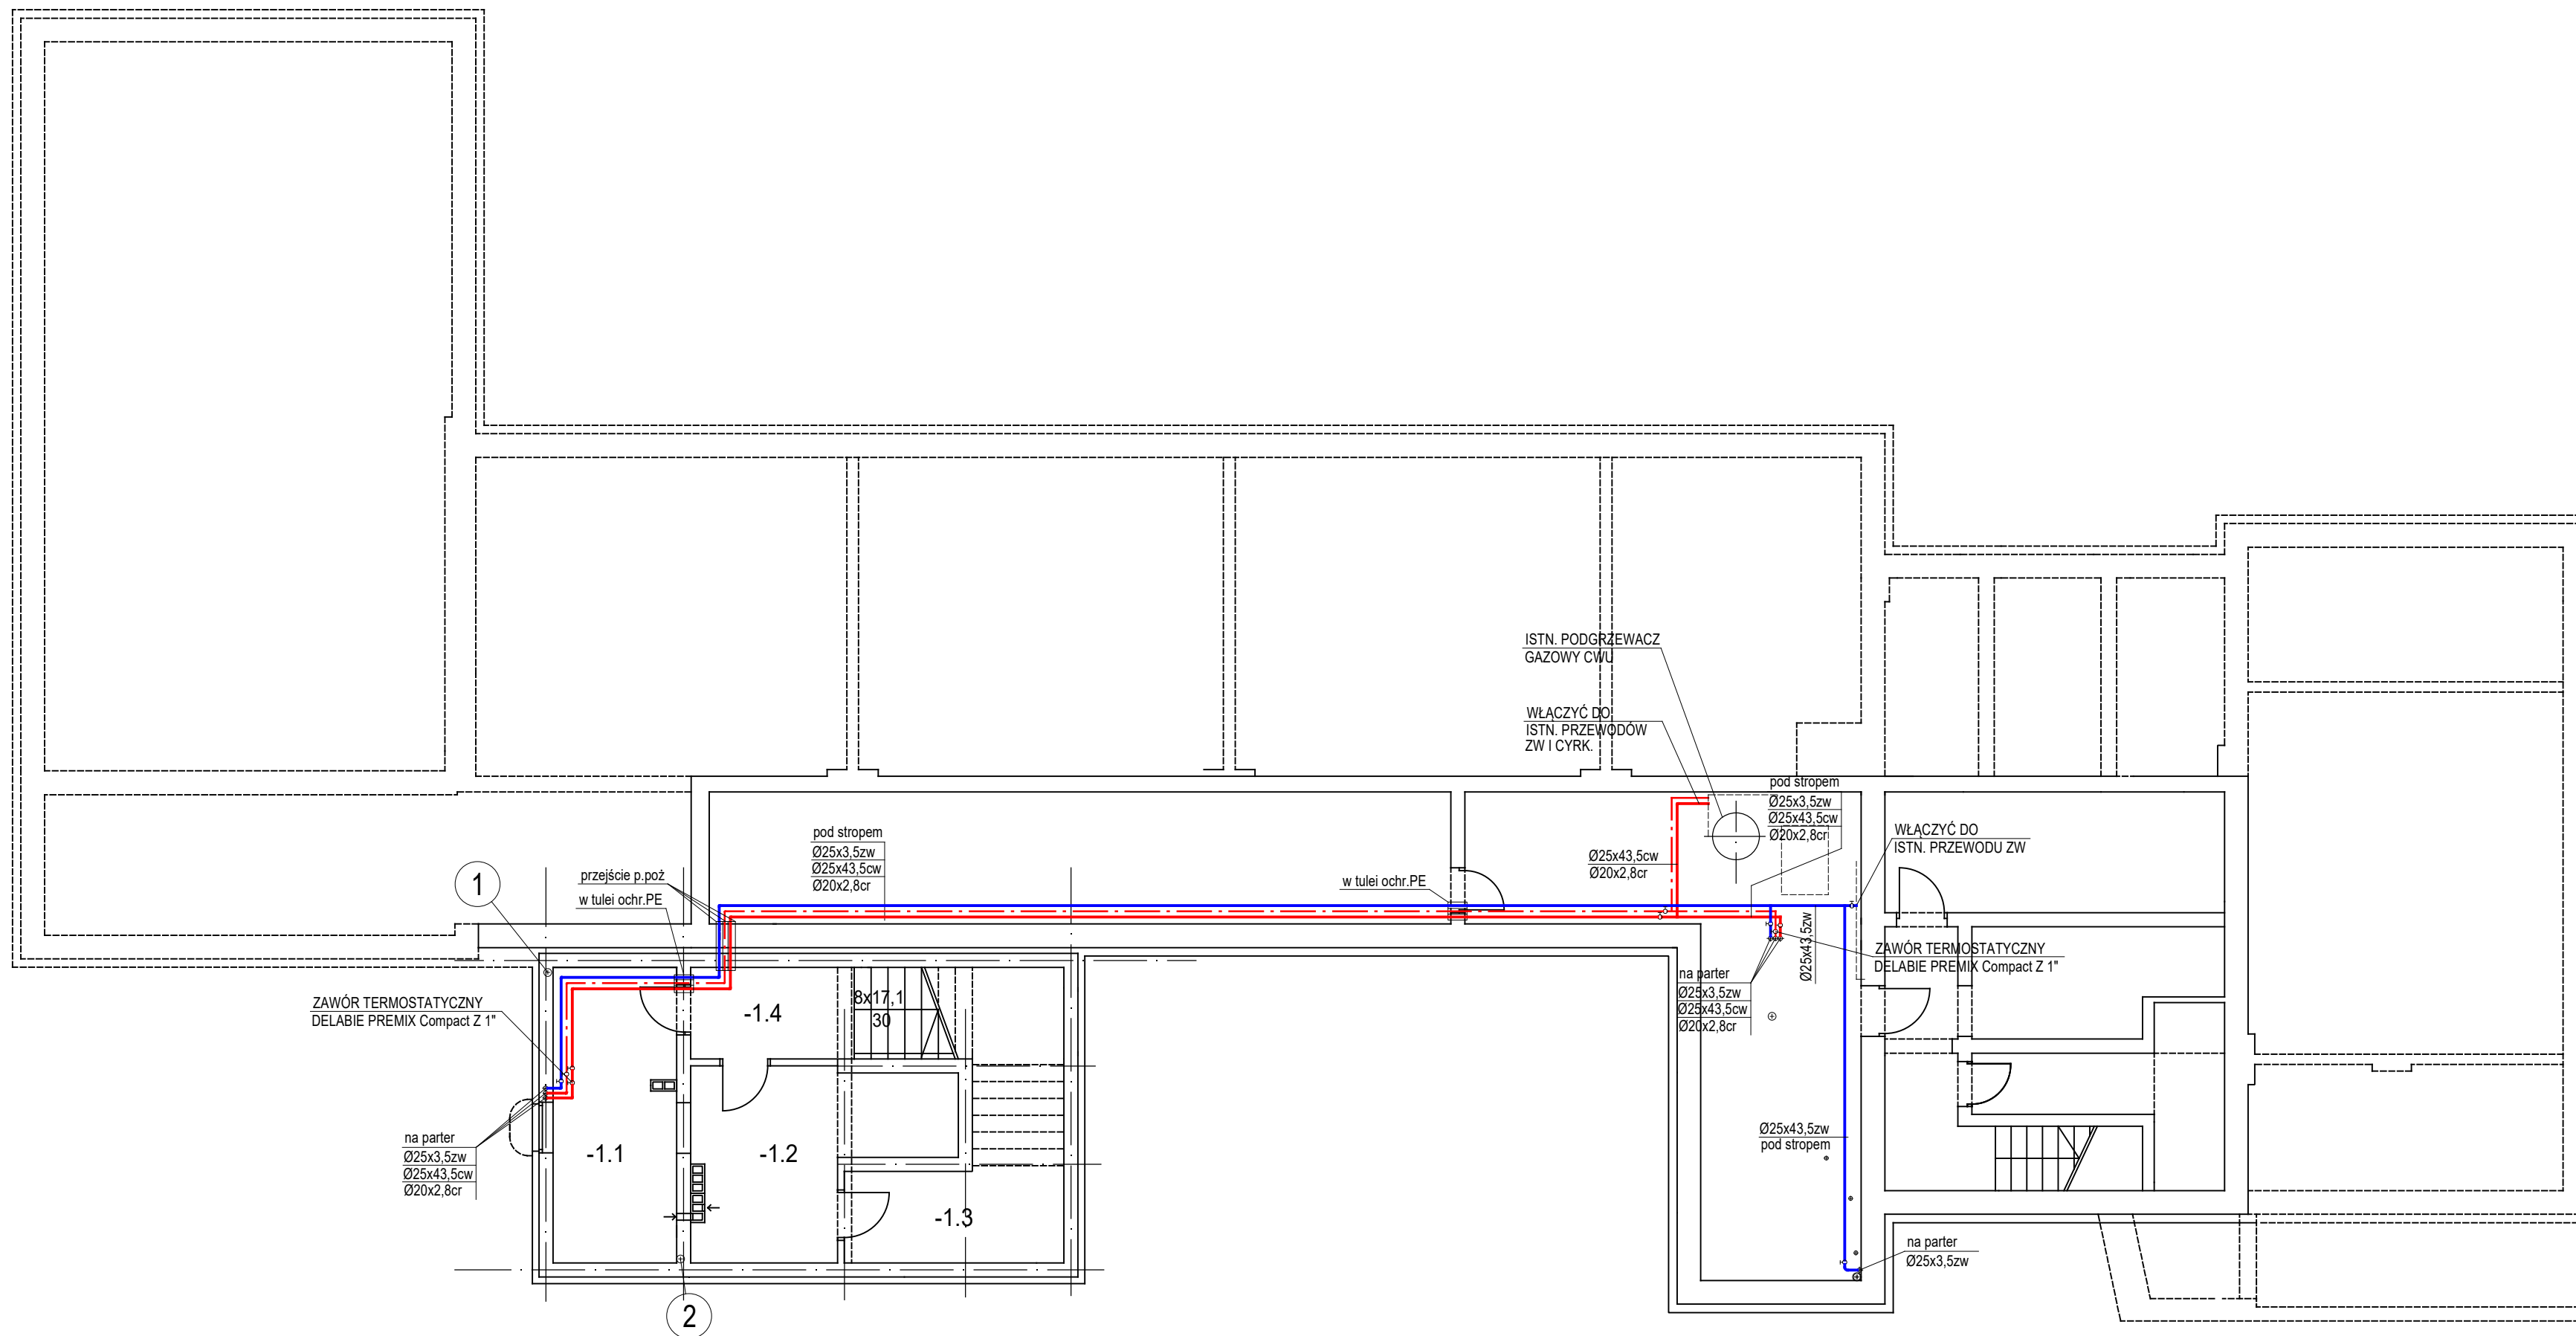 ISTN. PODGRZEWACZ
GAZOWY CWU
WŁĄCZYĆ DO
ISTN. PRZEWODÓW
ZW I CYRK.
pod stropem
Ø25x3,5zw
Ø25x43,5cw
Ø20x2,8cr
WŁĄCZYĆ DO
ISTN. PRZEWODU ZW
pod stropem
Ø25x3,5zw
Ø25x43,5cw
Ø20x2,8cr
Ø25x43,5cw
Ø20x2,8cr
1
przejście p.poż
w tulei ochr.PE
w tulei ochr.PE
Ø25x43,5zw
ZAWÓR TERMOSTATYCZNY
DELABIE PREMIX Compact Z 1"
na parter
Ø25x3,5zw
Ø25x43,5cw
Ø20x2,8cr
ZAWÓR TERMOSTATYCZNY
DELABIE PREMIX Compact Z 1"
-1.4
8x17,1
30
na parter
Ø25x3,5zw
Ø25x43,5cw
Ø20x2,8cr
-1.1
-1.2
-1.3
Ø25x43,5zw
pod stropem
na parter
Ø25x3,5zw
2